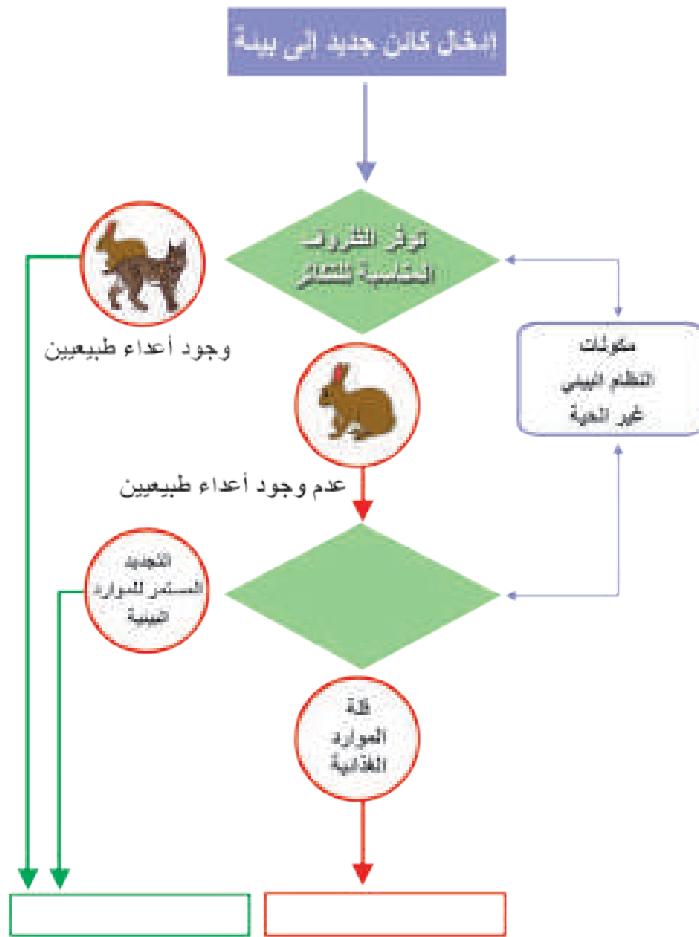 إدخال كائن جديد إلى بيئة
توفر الظروف
المناسبة للتكاثر
وجود أعداء طبيعيين
مكونات
النظام البيئي
غير الحية
عدم وجود أعداء طبيعيين
التجديد
المستمر للموارد
البيئية
قلة
الموارد
الغذائية